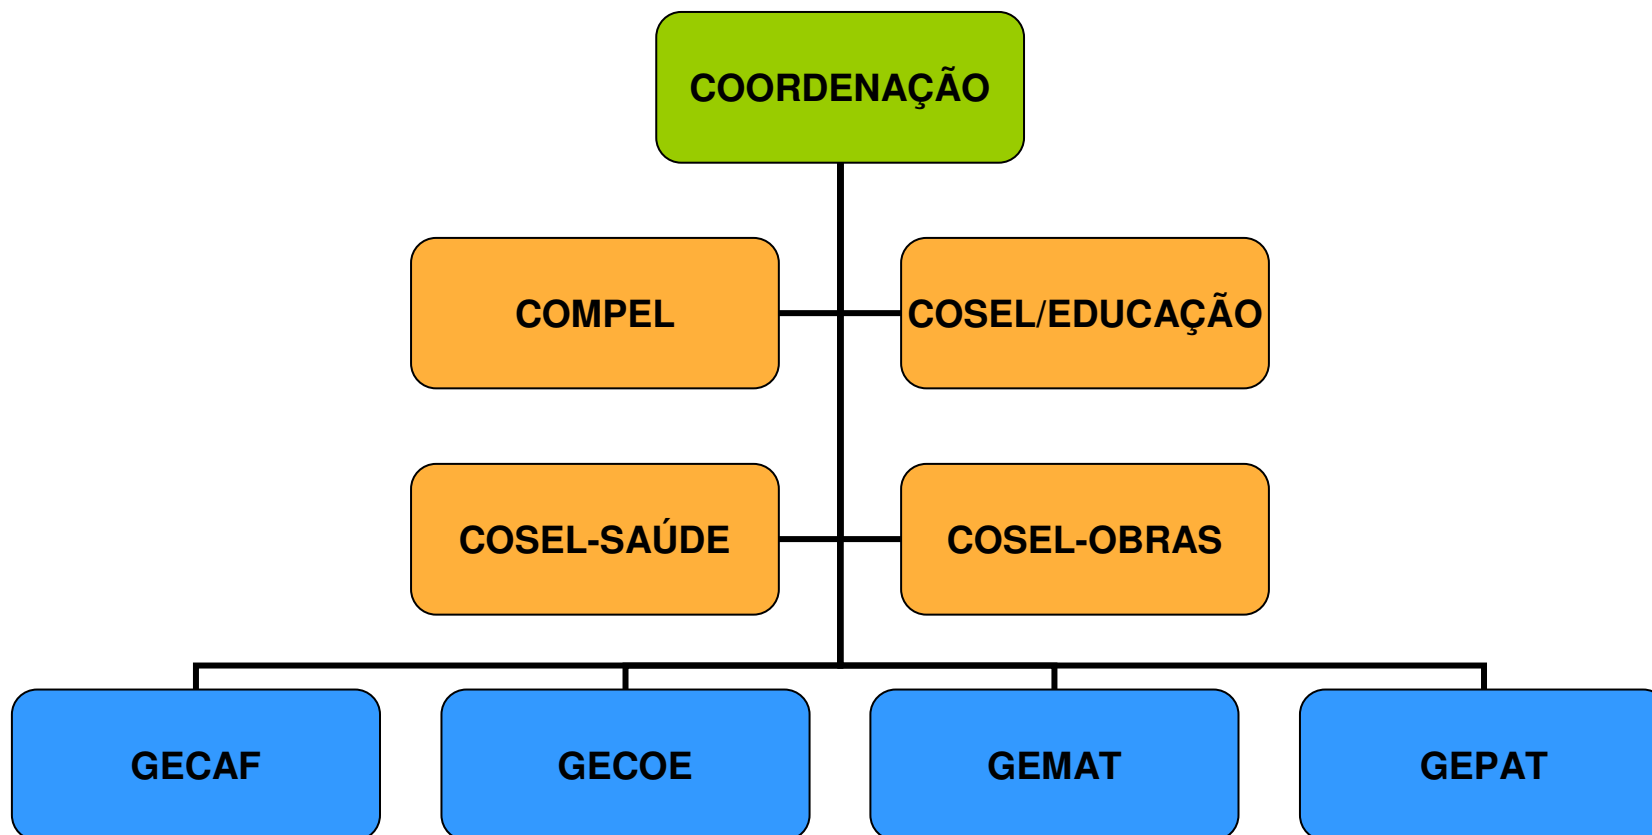 COORDENAÇÃO
COMPEL
COSEL/EDUCAÇÃO
COSEL-SAÚDE
COSEL-OBRAS
GECAF
GECOE
GEMAT
GEPAT